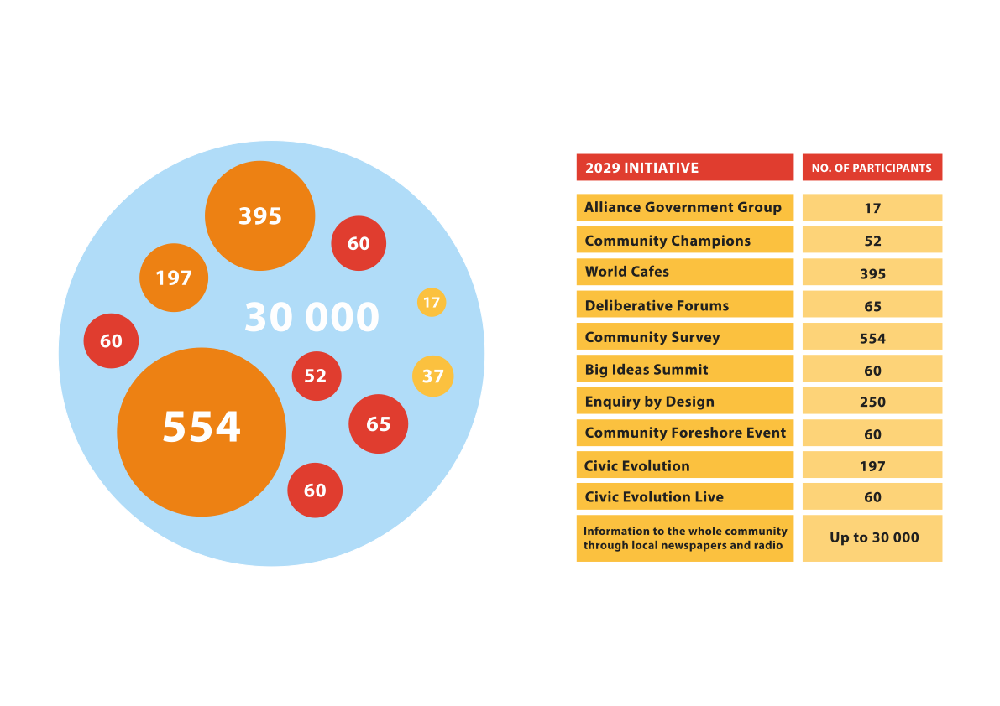 395
60
197
30 000
17
60
52
37
554
65
60
2029 INITIATIVE NO. OF PARTICIPANTS
Alliance Government Group 17
Community Champions 52
World Cafes 395
Deliberative Forums 65
Community Survey 554
Big Ideas Summit 60
Enquiry by Design 250
Community Foreshore Event 60
Civic Evolution 197
Civic Evolution Live 60
Information to the whole community
through local newspapers and radio
Up to 30 000